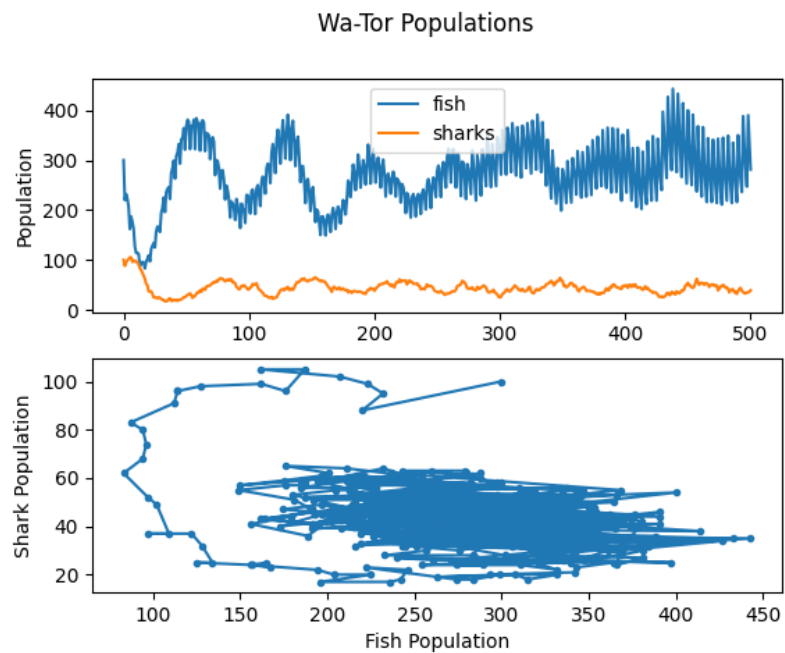 Wa-Tor Populations
fish
sharks
Population
400
300
200
100
0
0 100 200 300 400 500
Shark Population
100
80
60
40
20
100 150 200 250 300 350 400 450
Fish Population